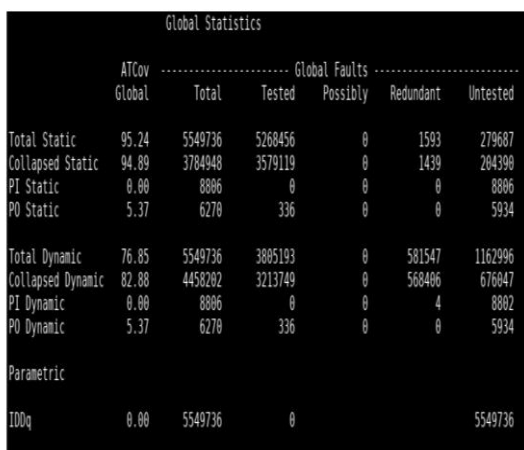 Global Statistics
ATCov ---------------------- Global Faults -------------------------
Global Total Tested Possibly Redundant Untested
Total Static 95.24 5549736 5268456 0 1593 279687
Collapsed Static 94.89 3784948 3579119 0 1439 204390
PI Static 0.00 8806 0 0 0 8806
PO Static 5.37 6270 336 0 0 5934
Total Dynamic 76.85 5549736 3805193 0 581547 1162996
Collapsed Dynamic 82.88 4458202 3213749 0 568406 676047
PI Dynamic 0.00 8806 0 0 4 8802
PO Dynamic 5.37 6270 336 0 0 5934
Parametric
IDDq 0.00 5549736 0 5549736